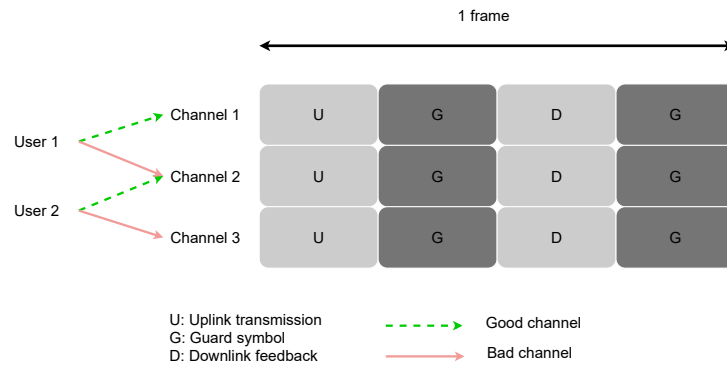 1 frame
Channel 1 U G D G
User 1
Channel 2 U G D G
User 2
Channel 3 U G D G
U: Uplink transmission
G: Guard symbol
D: Downlink feedback
Good channel
Bad channel